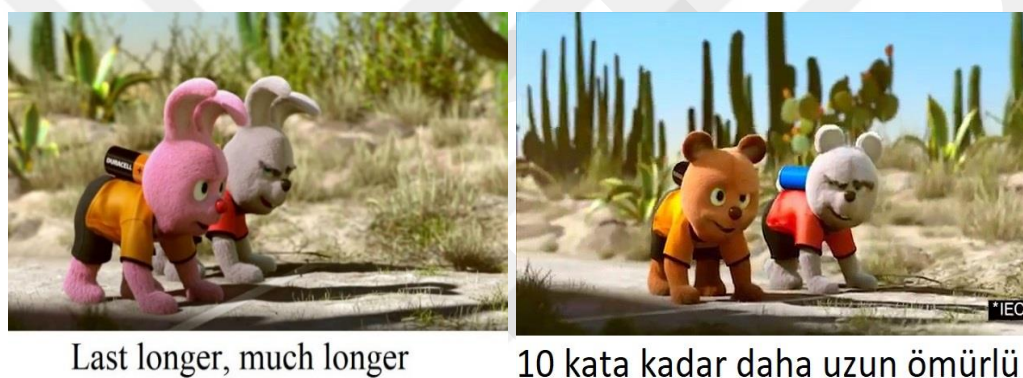 DURACELL
*IEC
Last longer, much longer
10 kata kadar daha uzun ömürlü